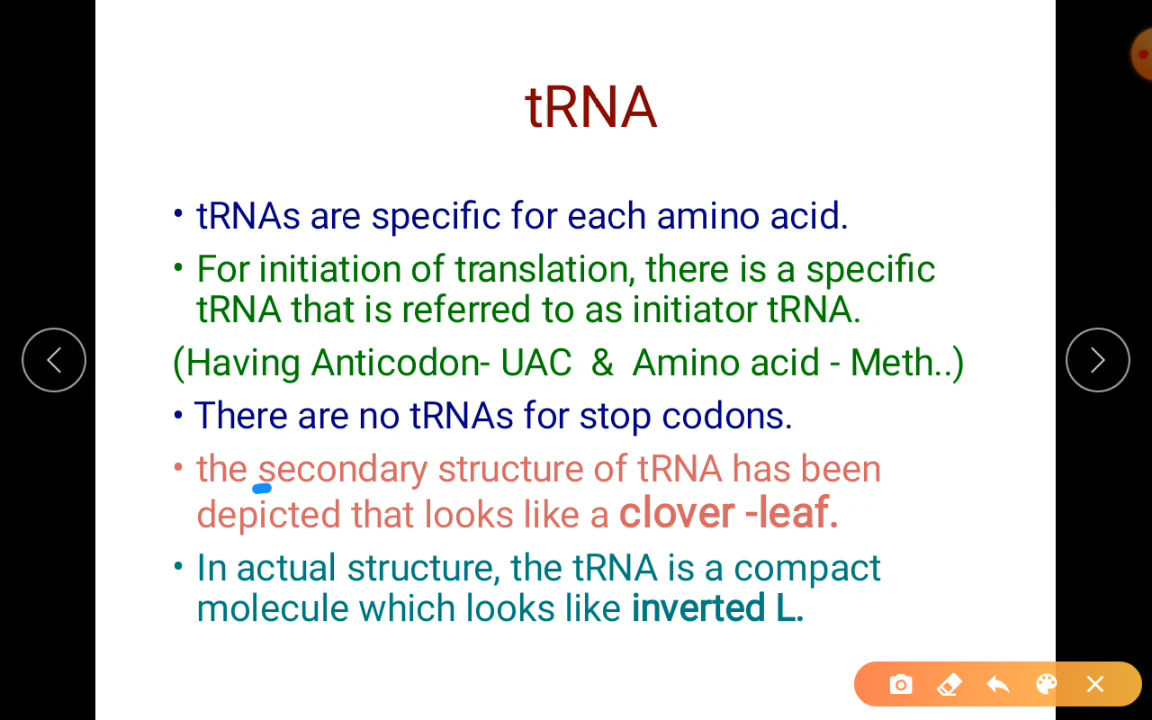 tRNA
• tRNAs are specific for each amino acid.
• For initiation of translation, there is a specific
tRNA that is referred to as initiator tRNA.
(Having Anticodon- UAC & Amino acid - Meth..)
• There are no tRNAs for stop codons.
• the secondary structure of tRNA has been
depicted that looks like a clover -leaf.
• In actual structure, the tRNA is a compact
molecule which looks like inverted L.